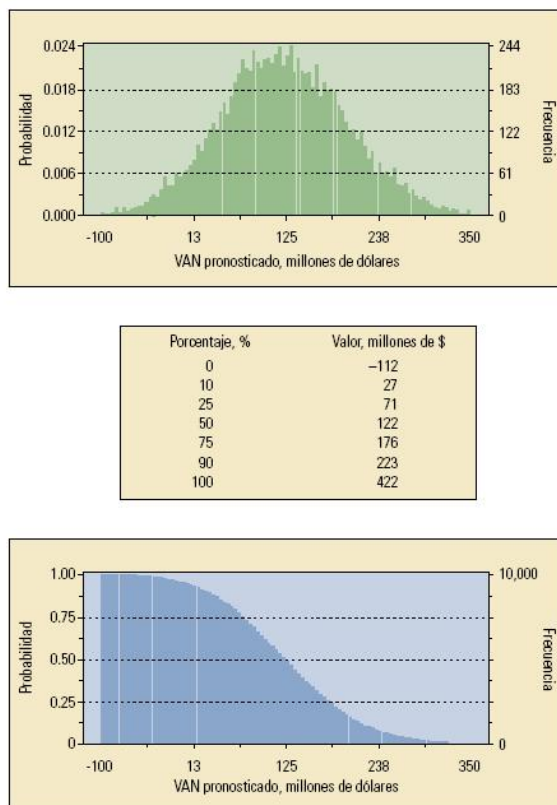 0.024
0.018
0.012
0.006
0.000
Probabilidad
244
183
122
61
0
Frecuencia
-100 13 125 238 350
VAN pronosticado, millones de dólares
Porcentaje, % Valor, millones de $
0 –112
10 27
25 71
50 122
75 176
90 223
100 422
1.00
0.75
0.50
0.25
0
Probabilidad
10,000
0
Frecuencia
-100 13 125 238 350
VAN pronosticado, millones de dólares